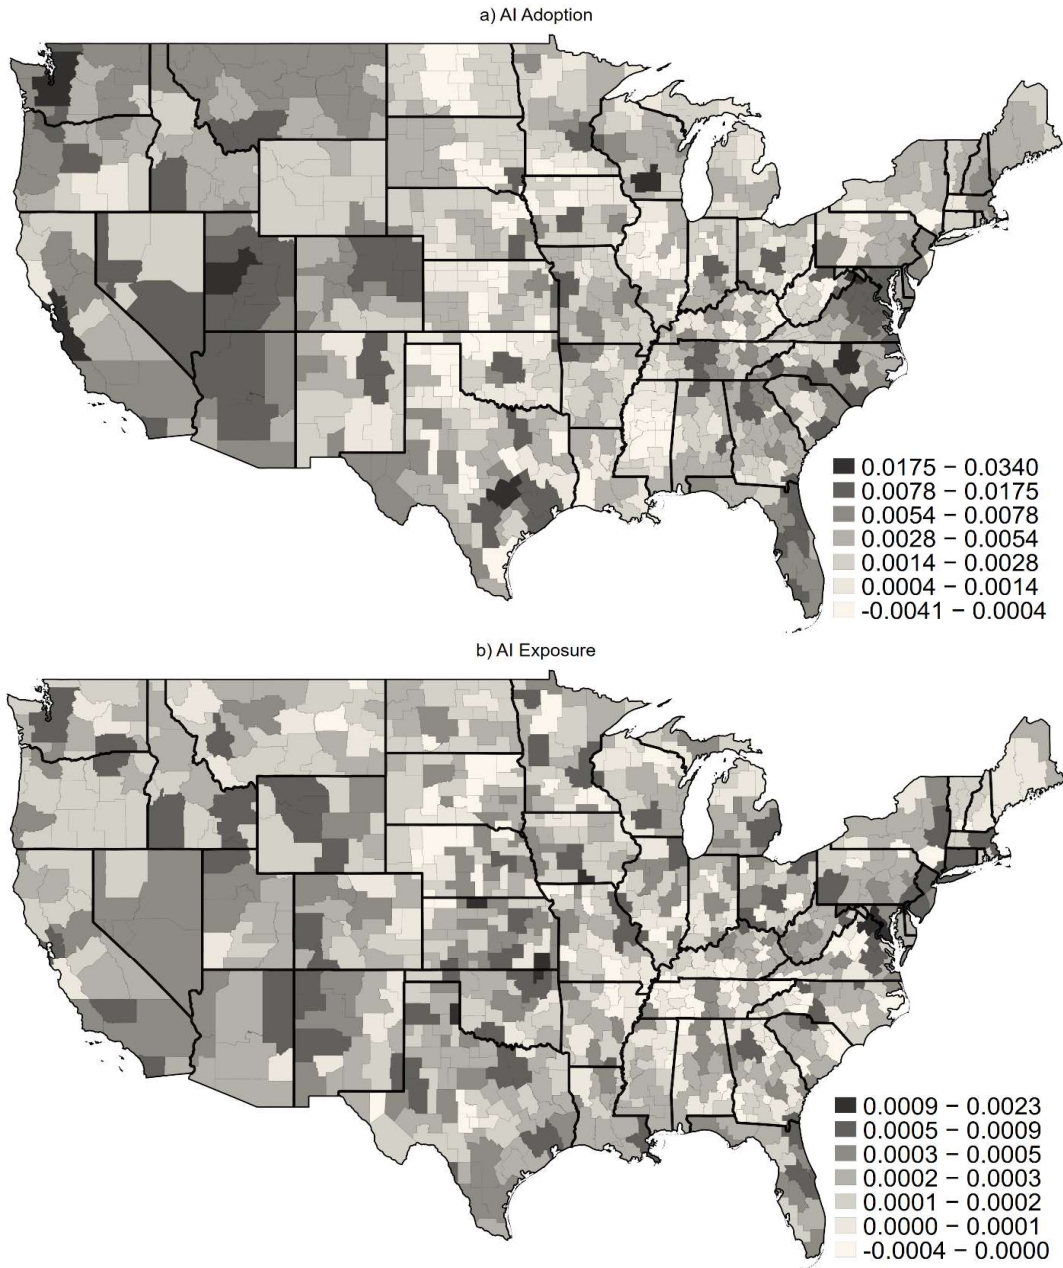 a) AI Adoption
0.0175 − 0.0340
0.0078 − 0.0175
0.0054 − 0.0078
0.0028 − 0.0054
0.0014 − 0.0028
0.0004 − 0.0014
-0.0041 − 0.0004
b) AI Exposure
0.0009 − 0.0023
0.0005 − 0.0009
0.0003 − 0.0005
0.0002 − 0.0003
0.0001 − 0.0002
0.0000 − 0.0001
-0.0004 − 0.0000